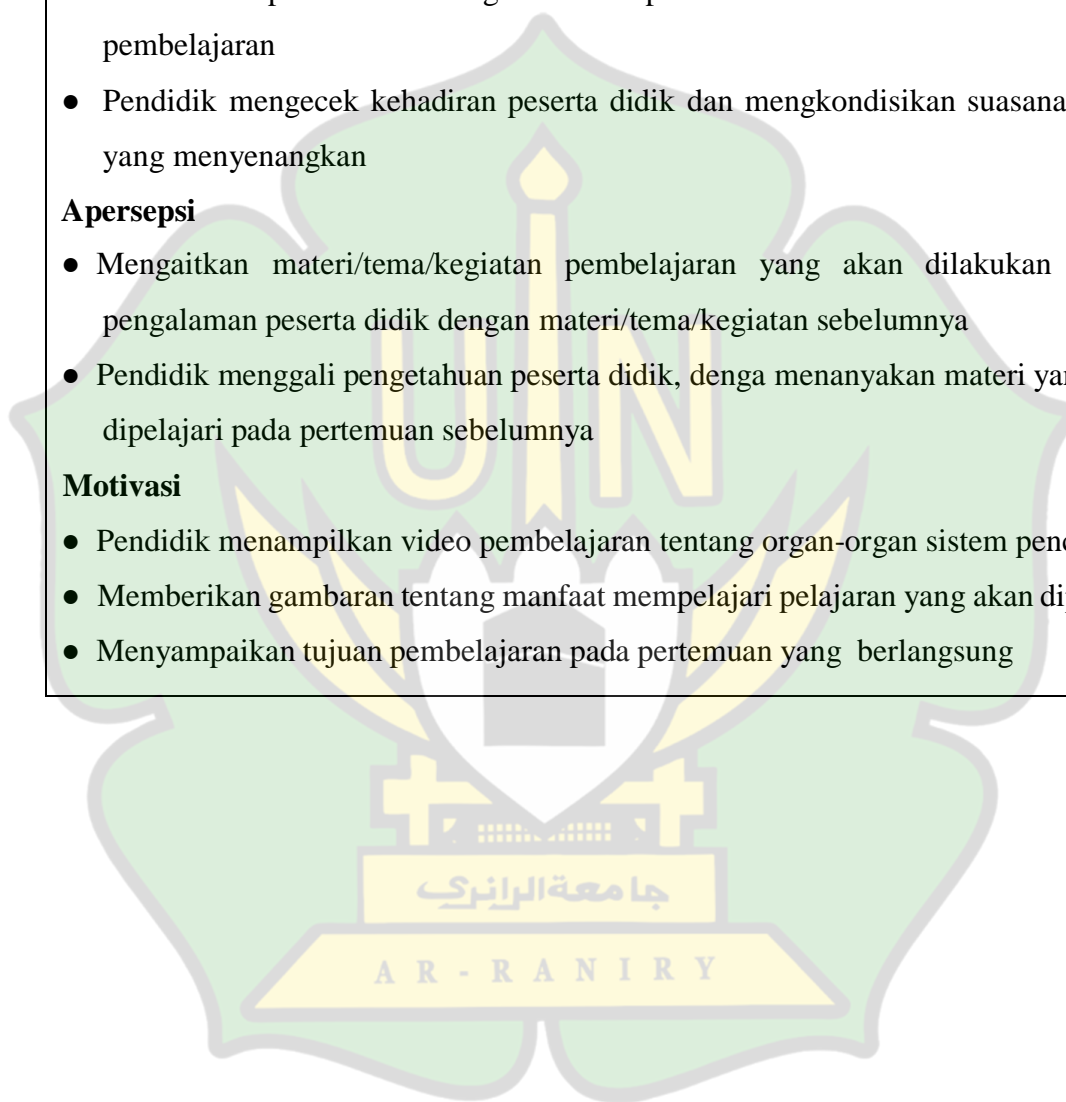 pembelajaran
● Pendidik mengecek kehadiran peserta didik dan mengkondisikan suasana
yang menyenangkan
Apersepsi
● Mengaitkan materi/tema/kegiatan pembelajaran yang akan dilakukan
pengalaman peserta didik dengan materi/tema/kegiatan sebelumnya
● Pendidik menggali pengetahuan peserta didik, denga menanyakan materi
dipelajari pada pertemuan sebelumnya
Motivasi
● Pendidik menampilkan video pembelajaran tentang organ-organ sistem
● Memberikan gambaran tentang manfaat mempelajari pelajaran yang akan
● Menyampaikan tujuan pembelajaran pada pertemuan yang berlangsung
UIN
جامعة الرانري
AR-RANIRY